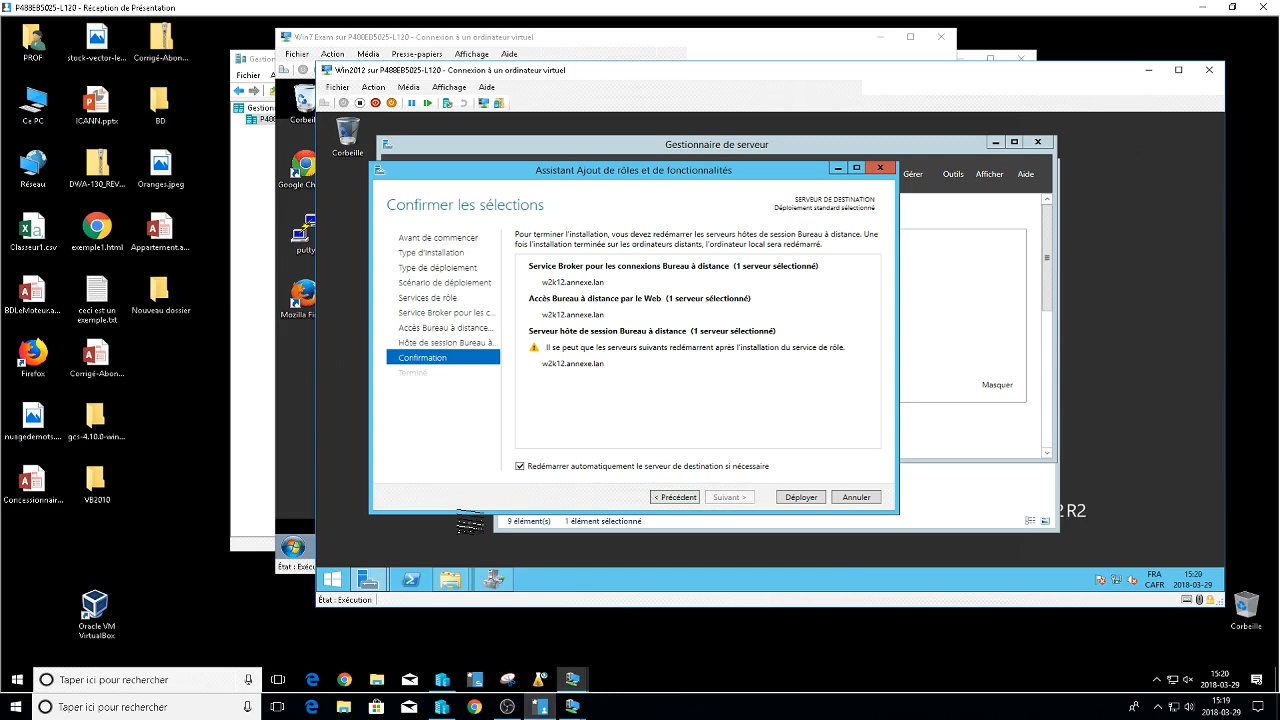 P488EB5025-L120 - Réception de Présentation
PROF
stock-vector-le...
Corrigé-Abon...
Ce PC
ICANN.pptx
BD
Réseau
DWA-130_REV...
Oranges.jpeg
Classeur1.csv
exemple1.html
Appartement.a...
BDLeMoteur.a...
ceci est un
exemple.txt
Nouveau dossier
Firefox
Corrigé-Abon...
nuagedemots....
gcs-4.10.0-win...
Concessionnair...
VB2010
Oracle VM
VirtualBox
Corbeille
Gestion
Fichier
Gestionn
P48
Win7 Exam sur P400EB5025-L120 - Connexion à un ordinateur virtuel
Fichier Action Média Presse-papiers Affichage Aide
Corbei
Google Ch
putty
Mozilla Fir
État : Exécu
Win2012 sur P488EB5025-L120 - Connexion à un ordinateur virtuel
Fichier Action Média Affichage Aide
Corbeille
Gestionnaire de serveur
Gérer Outils Afficher Aide
Masquer
Assistant Ajout de rôles et de fonctionnalités
Confirmer les sélections
SERVEUR DE DESTINATION
Déploiement standard sélectionné
Avant de commencer
Type d'installation
Type de déploiement
Scénario de déploiement
Services de rôle
Service Broker pour les c...
Accès Bureau à distance...
Hôte de session Bureau à...
Confirmation
Terminé
Pour terminer l'installation, vous devez redémarrer les serveurs hôtes de session Bureau à distance. Une
fois l'installation terminée sur les ordinateurs distants, l'ordinateur local sera redémarré.
Service Broker pour les connexions Bureau à distance (1 serveur sélectionné)
w2k12.annexe.lan
Accès Bureau à distance par le Web (1 serveur sélectionné)
w2k12.annexe.lan
Serveur hôte de session Bureau à distance (1 serveur sélectionné)
Il se peut que les serveurs suivants redémarrent après l'installation du service de rôle.
w2k12.annexe.lan
Redémarrer automatiquement le serveur de destination si nécessaire
< Précédent Suivant > Déployer Annuler
9 élément(s) 1 élément sélectionné
2 R2
FRA
CAFR
15:20
2018-03-29
État : Exécution
Taper ici pour rechercher
15:20
2018-03-29
Taper ici pour rechercher
15:19
2018-03-29